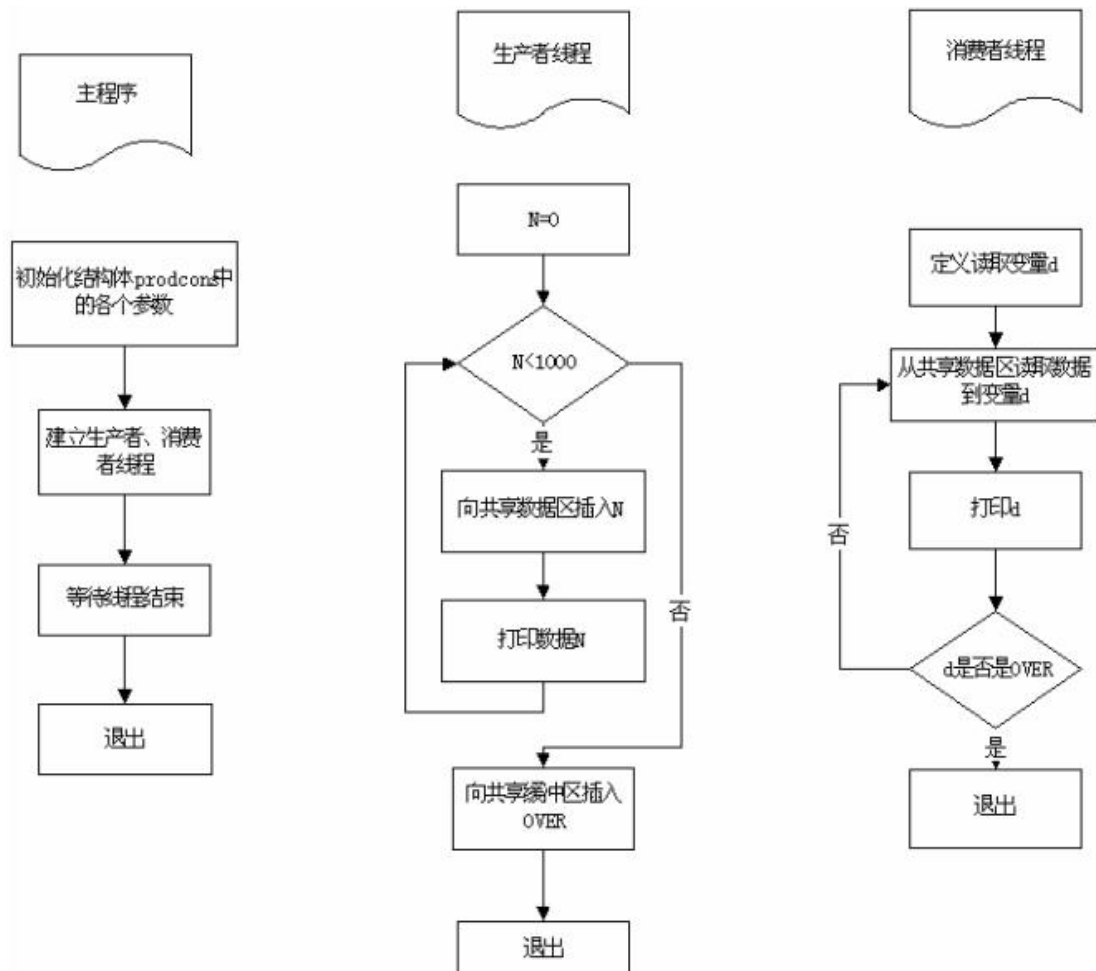 主程序
初始化结构体prodcons中
的各个参数
建立生产者、消费
者线程
等待线程结束
退出
生产者线程
N=0
N<1000
是
向共享数据区插入N
打印数据N
否
向共享缓冲区插入
OVER
退出
消费者线程
定义读取变量d
从共享数据区读取数据
到变量d
打印d
否
d是否是OVER
是
退出